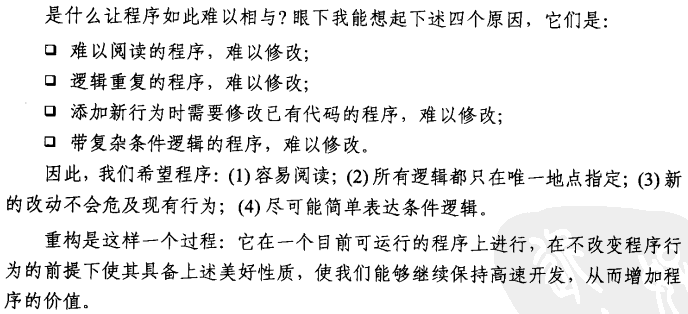 是什么让程序如此难以相与？眼下我能想起下述四个原因，它们是：
❑ 难以阅读的程序，难以修改；
❑ 逻辑重复的程序，难以修改；
❑ 添加新行为时需要修改已有代码的程序，难以修改；
❑ 带复杂条件逻辑的程序，难以修改。
因此，我们希望程序：(1) 容易阅读；(2) 所有逻辑都只在唯一地点指定；(3) 新
的改动不会危及现有行为；(4) 尽可能简单表达条件逻辑。
重构是这样一个过程：它在一个目前可运行的程序上进行，在不改变程序行
为的前提下使其具备上述美好性质，使我们能够继续保持高速开发，从而增加程
序的价值。